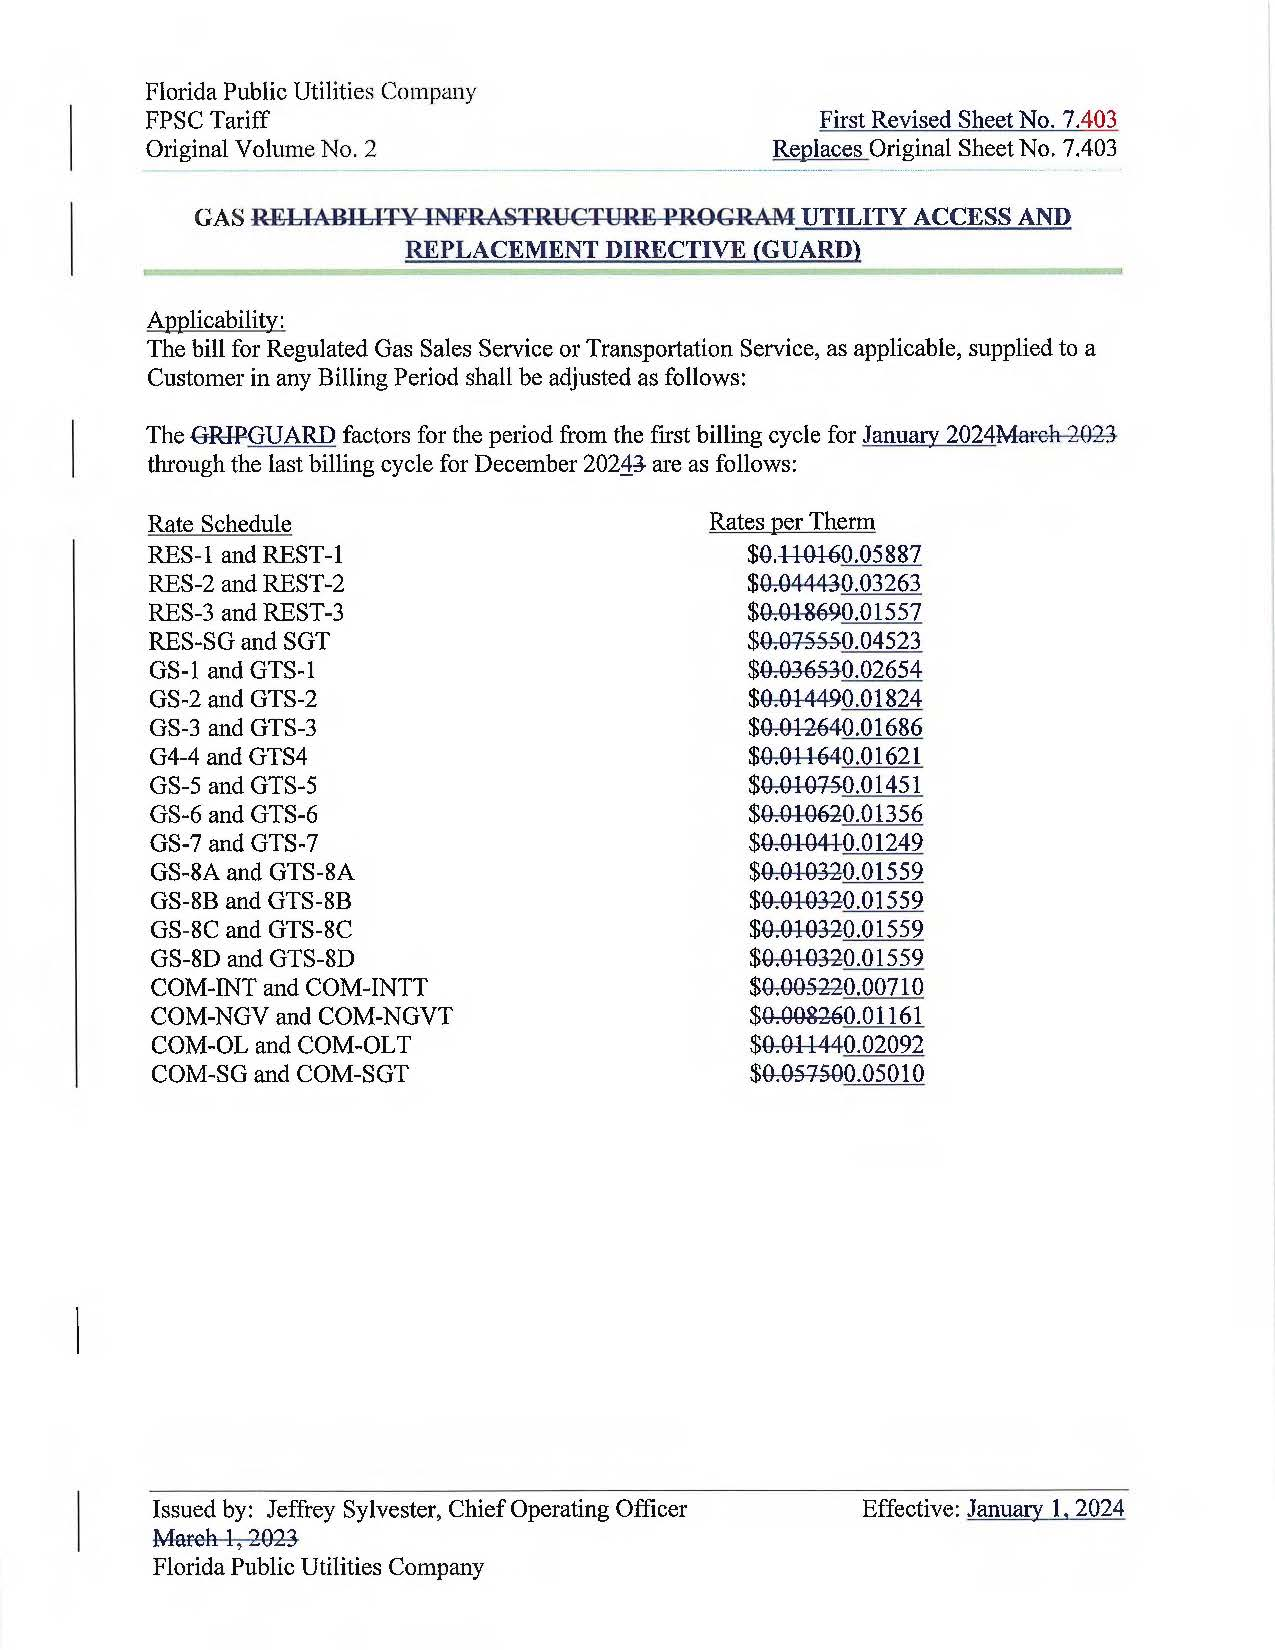 Florida Public Utilities Company
FPSC Tariff First Revised Sheet No. 7.403
Original Volume No. 2 Replaces Original Sheet No. 7.403
GAS RELIABILITY INFRASTRUCTURE PROGRAM UTILITY ACCESS AND
REPLACEMENT DIRECTIVE (GUARD)
Applicability:
The bill for Regulated Gas Sales Service or Transportation Service, as applicable, supplied to a
Customer in any Billing Period shall be adjusted as follows:
The GRIPGUARD factors for the period from the first billing cycle for January 2024March 2023
through the last billing cycle for December 20243 are as follows:
Rate Schedule Rates per Therm
RES-1 and REST-1 $0.110160.05887
RES-2 and REST-2 $0.044430.03263
RES-3 and REST-3 $0.018690.01557
RES-SG and SGT $0.075550.04523
GS-1 and GTS-1 $0.036530.02654
GS-2 and GTS-2 $0.014490.01824
GS-3 and GTS-3 $0.012640.01686
G4-4 and GTS4 $0.011640.01621
GS-5 and GTS-5 $0.010750.01451
GS-6 and GTS-6 $0.010620.01356
GS-7 and GTS-7 $0.010410.01249
GS-8A and GTS-8A $0.010320.01559
GS-8B and GTS-8B $0.010320.01559
GS-8C and GTS-8C $0.010320.01559
GS-8D and GTS-8D $0.010320.01559
COM-INT and COM-INTT $0.005220.00710
COM-NGV and COM-NGVT $0.008260.01161
COM-OL and COM-OLT $0.011440.02092
COM-SG and COM-SGT $0.057500.05010
Issued by: Jeffrey Sylvester, Chief Operating Officer Effective: January 1, 2024
March 1, 2023
Florida Public Utilities Company